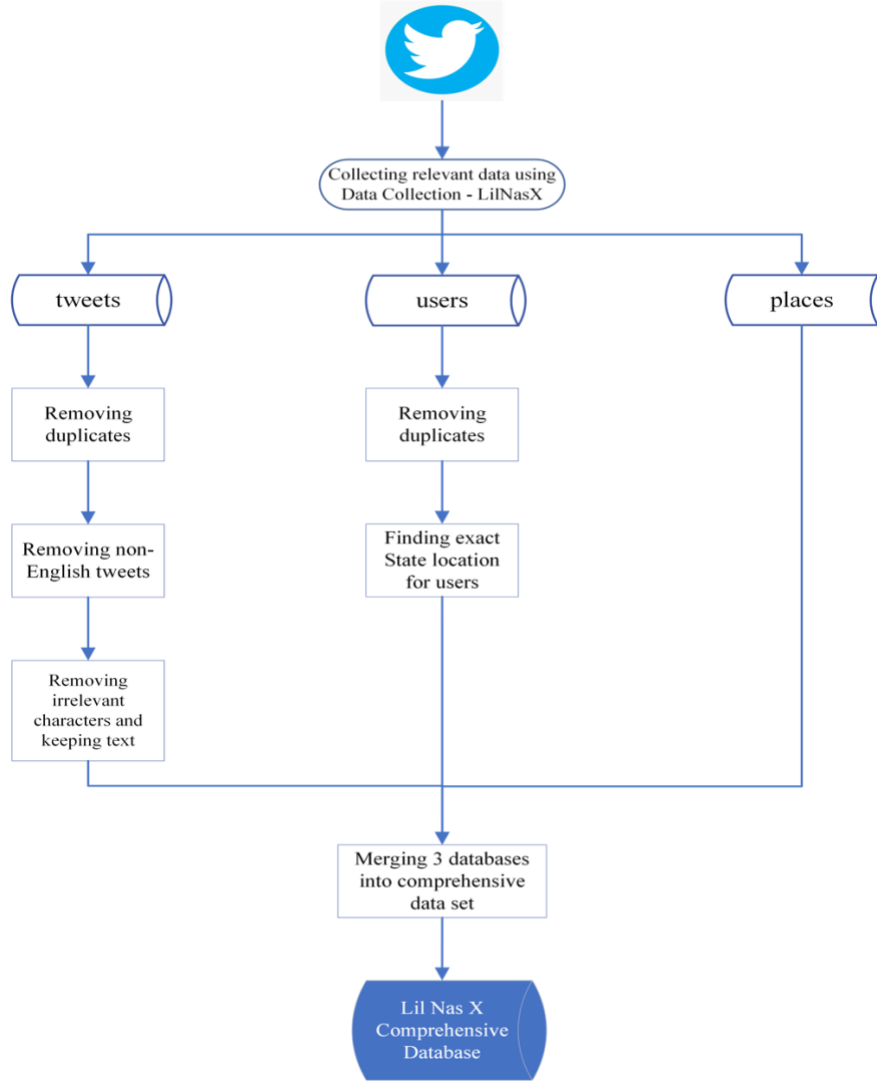 Collecting relevant data using
Data Collection - LilNasX
tweets
users
places
Removing
duplicates
Removing
duplicates
Removing non-
English tweets
Finding exact
State location
for users
Removing
irrelevant
characters and
keeping text
Merging 3 databases
into comprehensive
data set
Lil Nas X
Comprehensive
Database